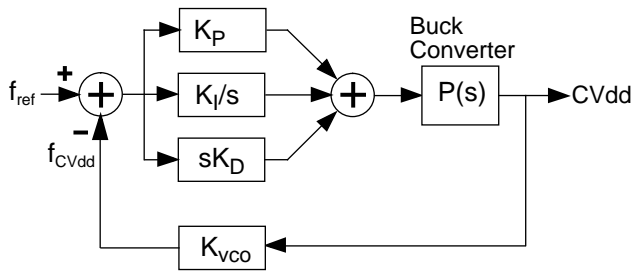 K_P
Buck
Converter
+
f_ref
+
K_I/s
+
P(s)
CVdd
−
f_CVdd
sK_D
K_vco